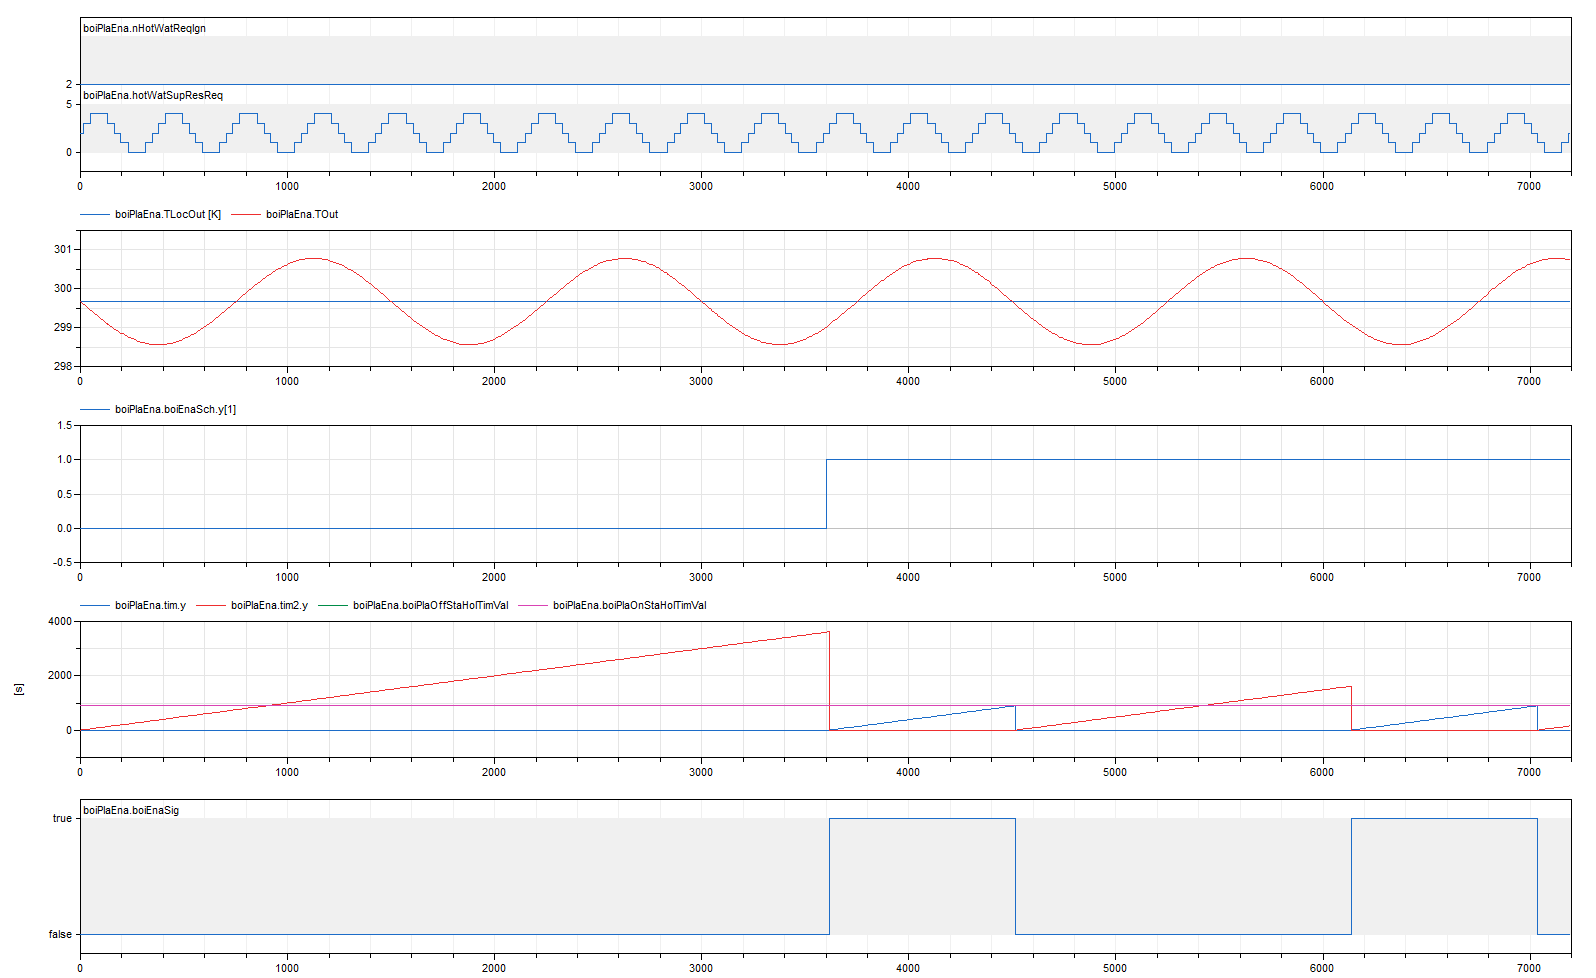 boiPlaEna.nHotWatReqIgn
2
boiPlaEna.hotWatSupResReq
5
0
0 1000 2000 3000 4000 5000 6000 7000
boiPlaEna.TLocOut [K] boiPlaEna.TOut
301
300
299
298
0 1000 2000 3000 4000 5000 6000 7000
boiPlaEna.boiEnaSch.y[1]
1.5
1.0
0.5
0.0
-0.5
0 1000 2000 3000 4000 5000 6000 7000
boiPlaEna.tim.y boiPlaEna.tim2.y boiPlaEna.boiPlaOffStaHolTimVal boiPlaEna.boiPlaOnStaHolTimVal
4000
2000
[s]
0
0 1000 2000 3000 4000 5000 6000 7000
boiPlaEna.boiEnaSig
true
false
0 1000 2000 3000 4000 5000 6000 7000